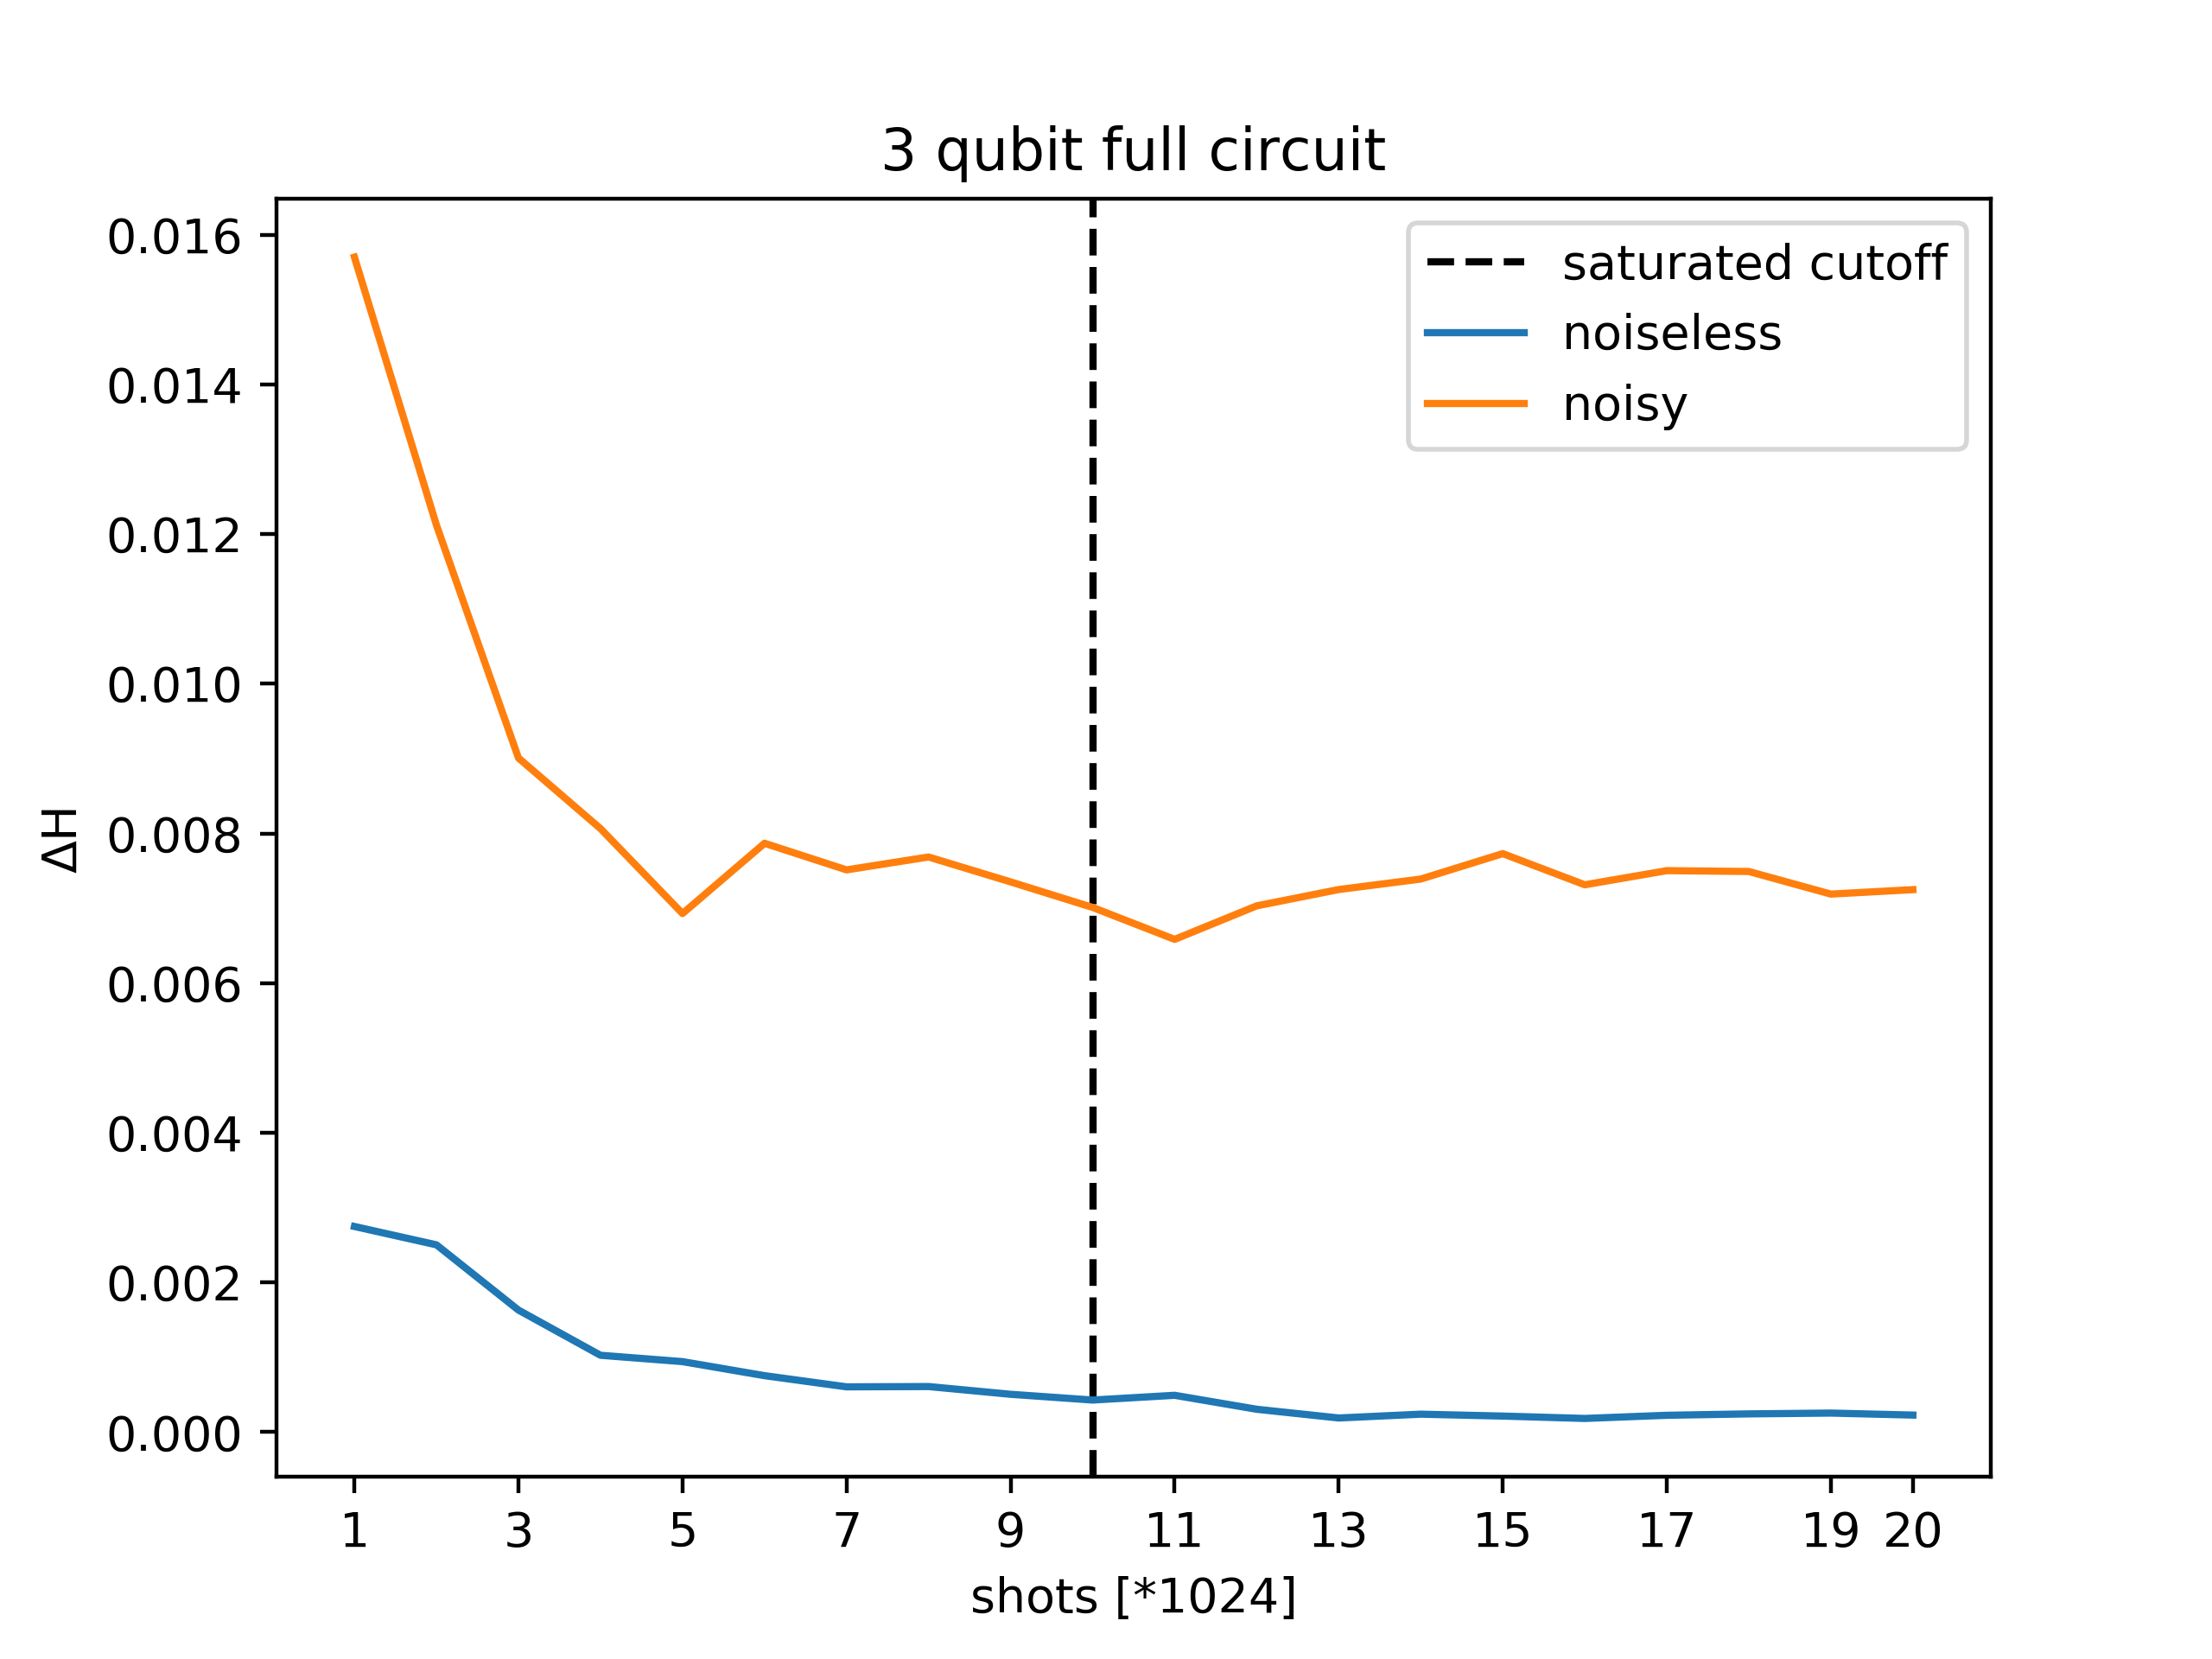 3 qubit full circuit
saturated cutoff
noiseless
noisy
0.016
0.014
0.012
0.010
0.008
0.006
0.004
0.002
0.000
ΔH
1 3 5 7 9 11 13 15 17 19 20
shots [*1024]